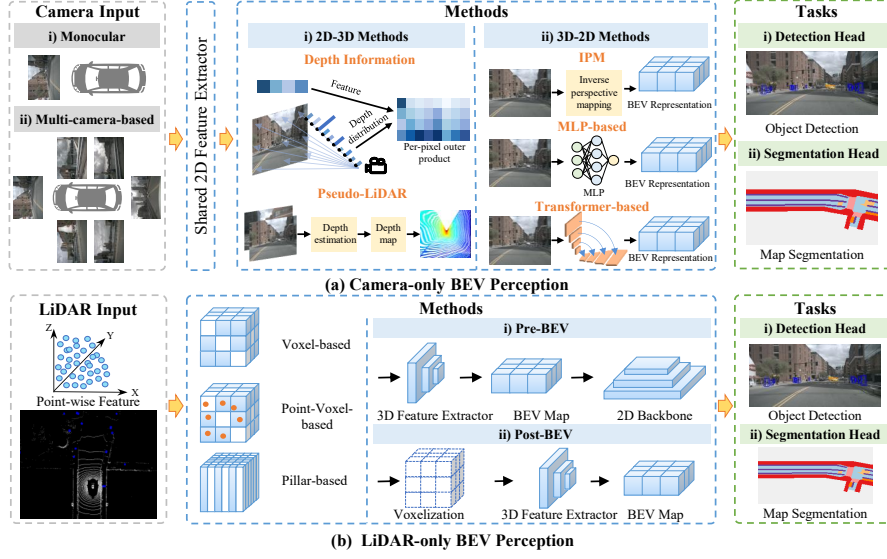 Camera Input
i) Monocular
ii) Multi-camera-based
Shared 2D Feature Extractor
Methods
i) 2D-3D Methods
Depth Information
Feature
Depth
distribution
Per-pixel outer
product
Pseudo-LiDAR
Depth
estimation
Depth
map
ii) 3D-2D Methods
IPM
Inverse
perspective
mapping
BEV Representation
MLP-based
MLP
BEV Representation
Transformer-based
BEV Representation
Tasks
i) Detection Head
Object Detection
ii) Segmentation Head
Map Segmentation
(a) Camera-only BEV Perception
LiDAR Input
Z
Y
X
Point-wise Feature
Methods
Voxel-based
Point-Voxel-
based
Pillar-based
i) Pre-BEV
3D Feature Extractor
BEV Map
2D Backbone
ii) Post-BEV
Voxelization
3D Feature Extractor
BEV Map
Tasks
i) Detection Head
Object Detection
ii) Segmentation Head
Map Segmentation
(b) LiDAR-only BEV Perception